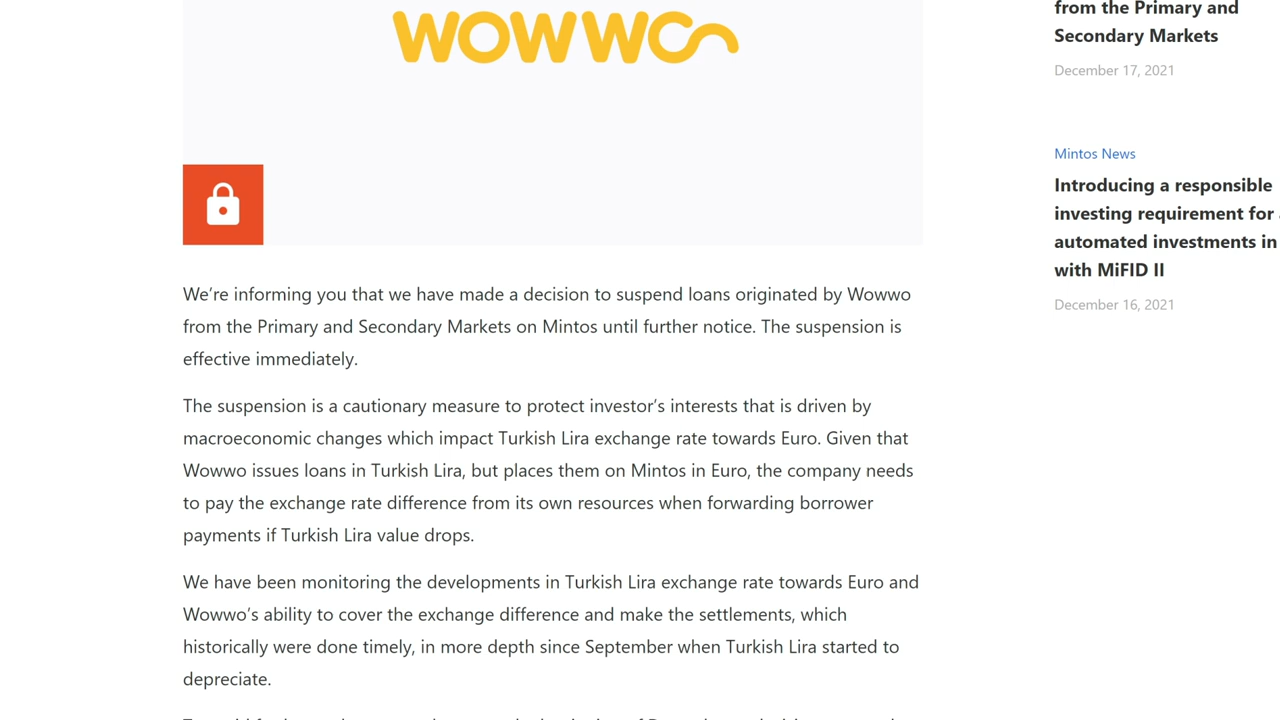 WOWWO
We're informing you that we have made a decision to suspend loans originated by Wowwo
from the Primary and Secondary Markets on Mintos until further notice. The suspension is
effective immediately.
The suspension is a cautionary measure to protect investor's interests that is driven by
macroeconomic changes which impact Turkish Lira exchange rate towards Euro. Given that
Wowwo issues loans in Turkish Lira, but places them on Mintos in Euro, the company needs
to pay the exchange rate difference from its own resources when forwarding borrower
payments if Turkish Lira value drops.
We have been monitoring the developments in Turkish Lira exchange rate towards Euro and
Wowwo's ability to cover the exchange difference and make the settlements, which
historically were done timely, in more depth since September when Turkish Lira started to
depreciate.
from the Primary and
Secondary Markets
December 17, 2021
Mintos News
Introducing a responsible
investing requirement for
automated investments in
with MiFID II
December 16, 2021